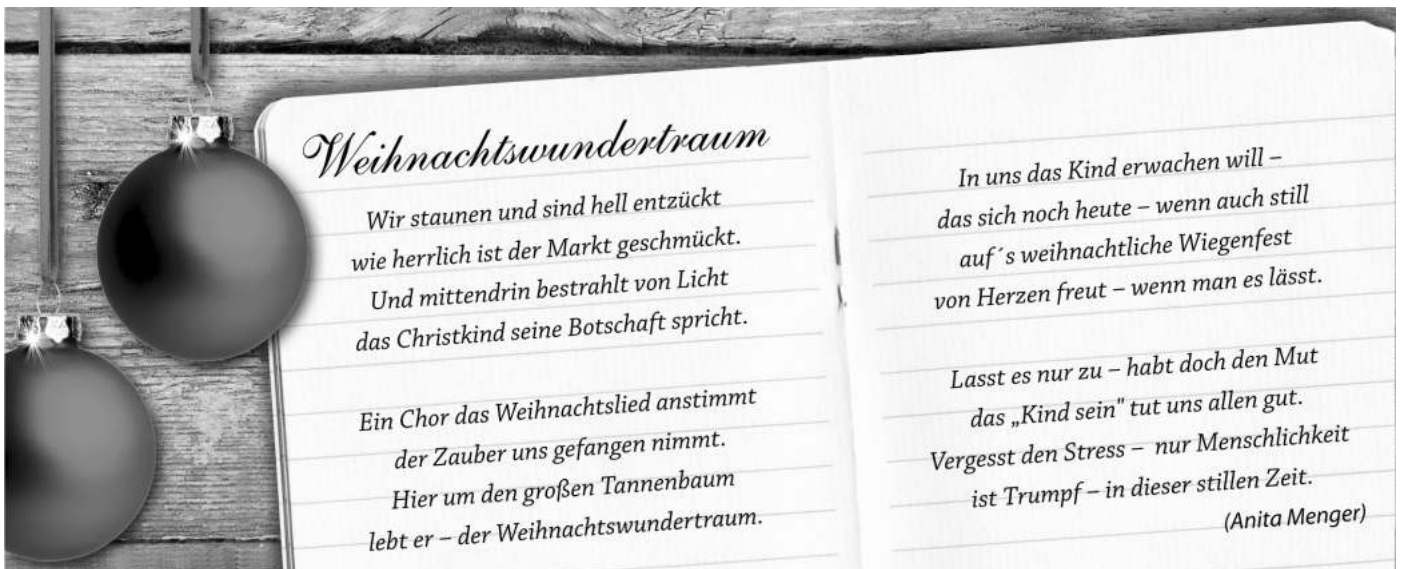 Weihnachtswundertraum
Wir staunen und sind hell entzückt
wie herrlich ist der Markt geschmückt.
Und mittendrin bestrahlt von Licht
das Christkind seine Botschaft spricht.
Ein Chor das Weihnachtslied anstimmt
der Zauber uns gefangen nimmt.
Hier um den großen Tannenbaum
lebt er – der Weihnachtswundertraum.
In uns das Kind erwachen will –
das sich noch heute – wenn auch still
auf´s weihnachtliche Wiegenfest
von Herzen freut – wenn man es lässt.
Lasst es nur zu – habt doch den Mut
das „Kind sein" tut uns allen gut.
Vergesst den Stress – nur Menschlichkeit
ist Trumpf – in dieser stillen Zeit.
(Anita Menger)